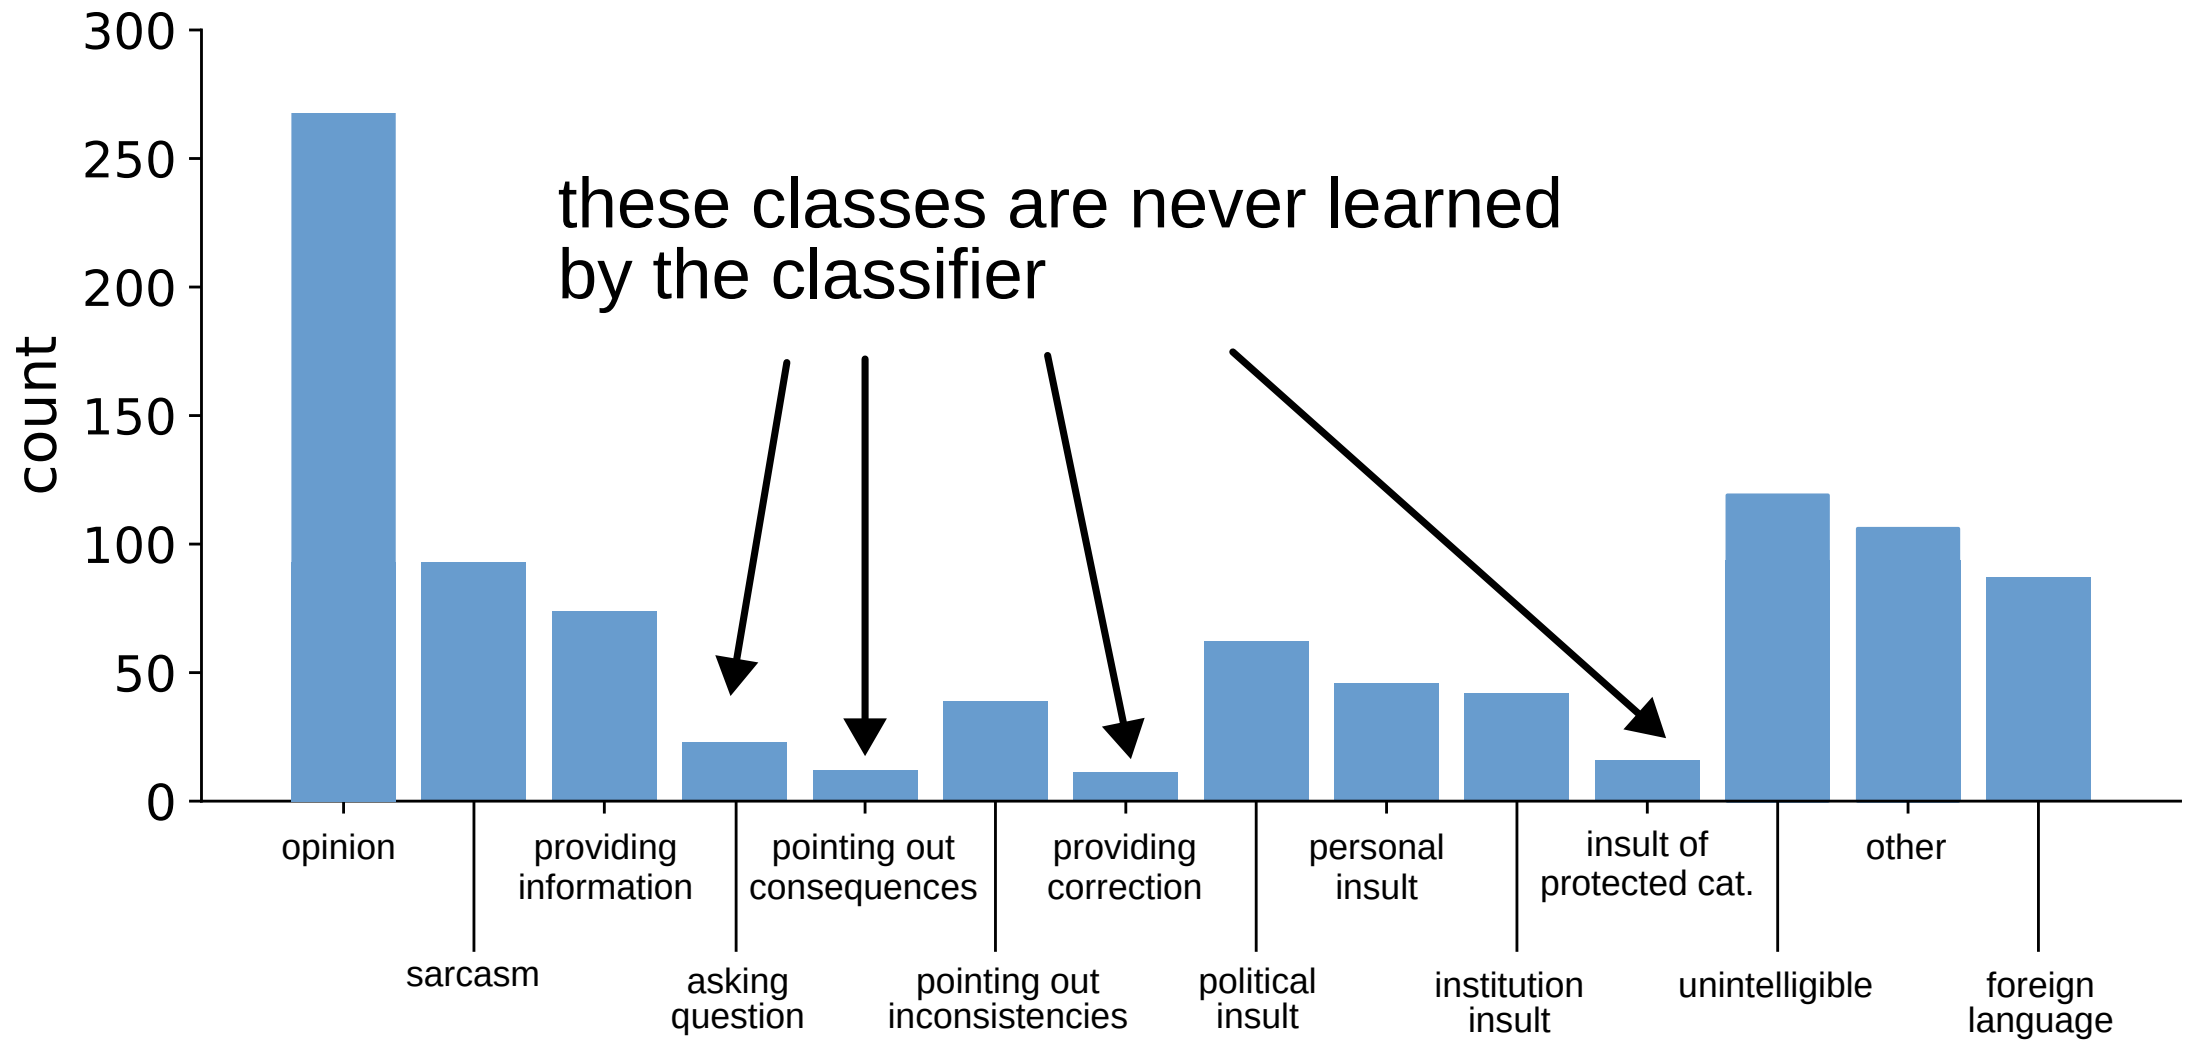 300
250
200
150
100
50
0
count
these classes are never learned
by the classifier
opinion
sarcasm
providing
information
asking
question
pointing out
consequences
pointing out
inconsistencies
providing
correction
political
insult
personal
insult
institution
insult
insult of
protected cat.
unintelligible
other
foreign
language